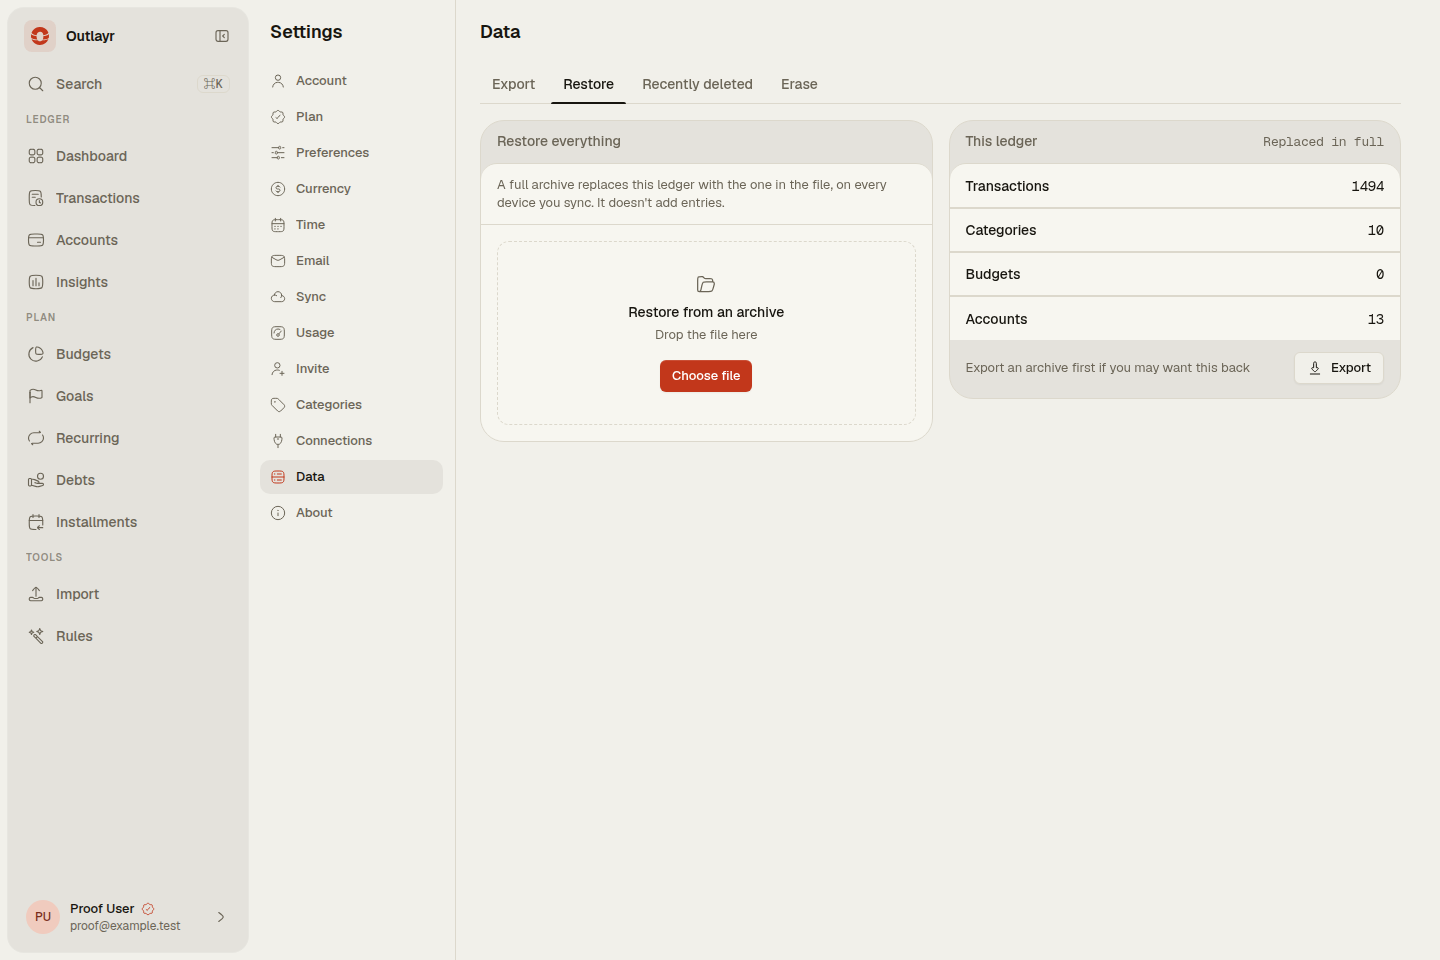 Outlayr
Search
⌘K
LEDGER
Dashboard
Transactions
Accounts
Insights
PLAN
Budgets
Goals
Recurring
Debts
Installments
TOOLS
Import
Rules
PU
Proof User
proof@example.test
Settings
Account
Plan
Preferences
Currency
Time
Email
Sync
Usage
Invite
Categories
Connections
Data
About
Data
Export
Restore
Recently deleted
Erase
Restore everything
A full archive replaces this ledger with the one in the file, on every
device you sync. It doesn't add entries.
Restore from an archive
Drop the file here
Choose file
This ledger
Replaced in full
Transactions 1494
Categories 10
Budgets 0
Accounts 13
Export an archive first if you may want this back
Export